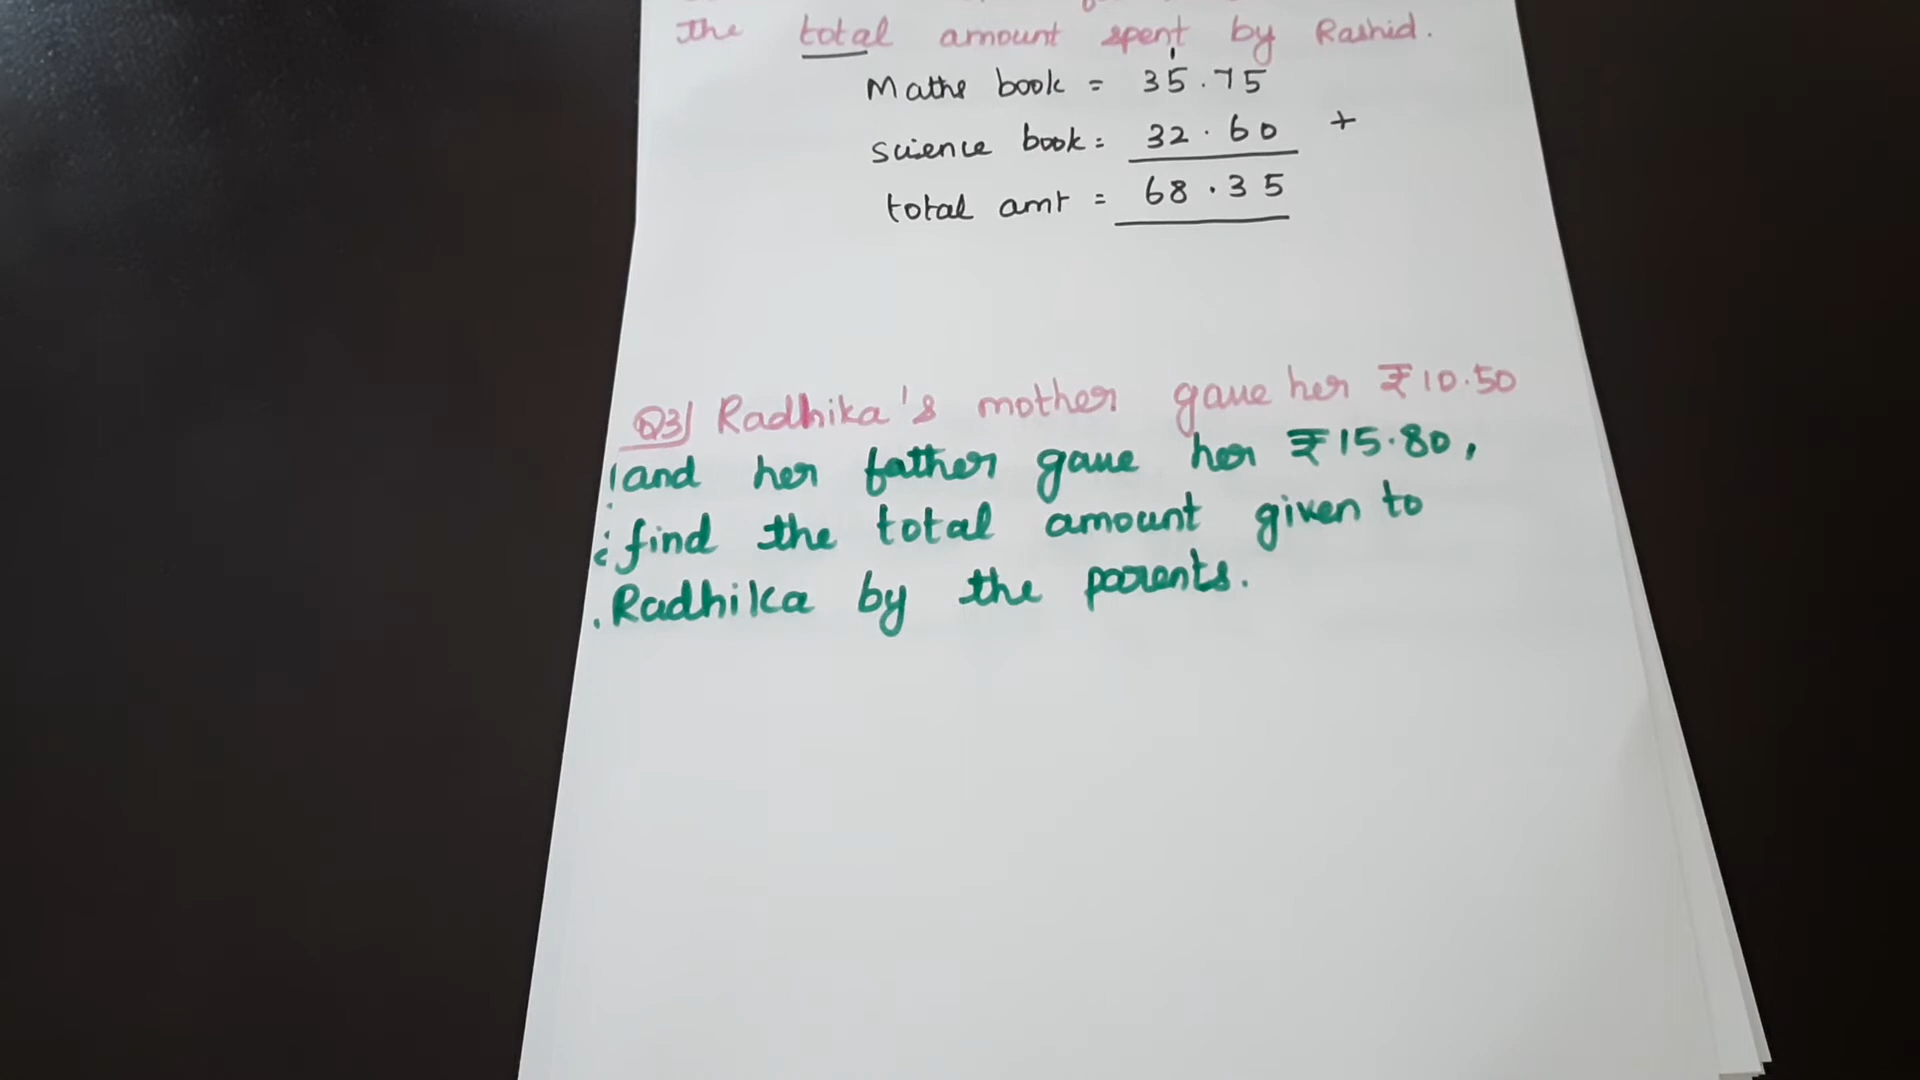 the total amount spent by Rashid.
1
Maths book = 35.75
science book = 32.60 +
total amt = 68.35
Q3) Radhika's mother gave her ₹10.50
and her father gave her ₹15.80,
find the total amount given to
Radhika by the parents.